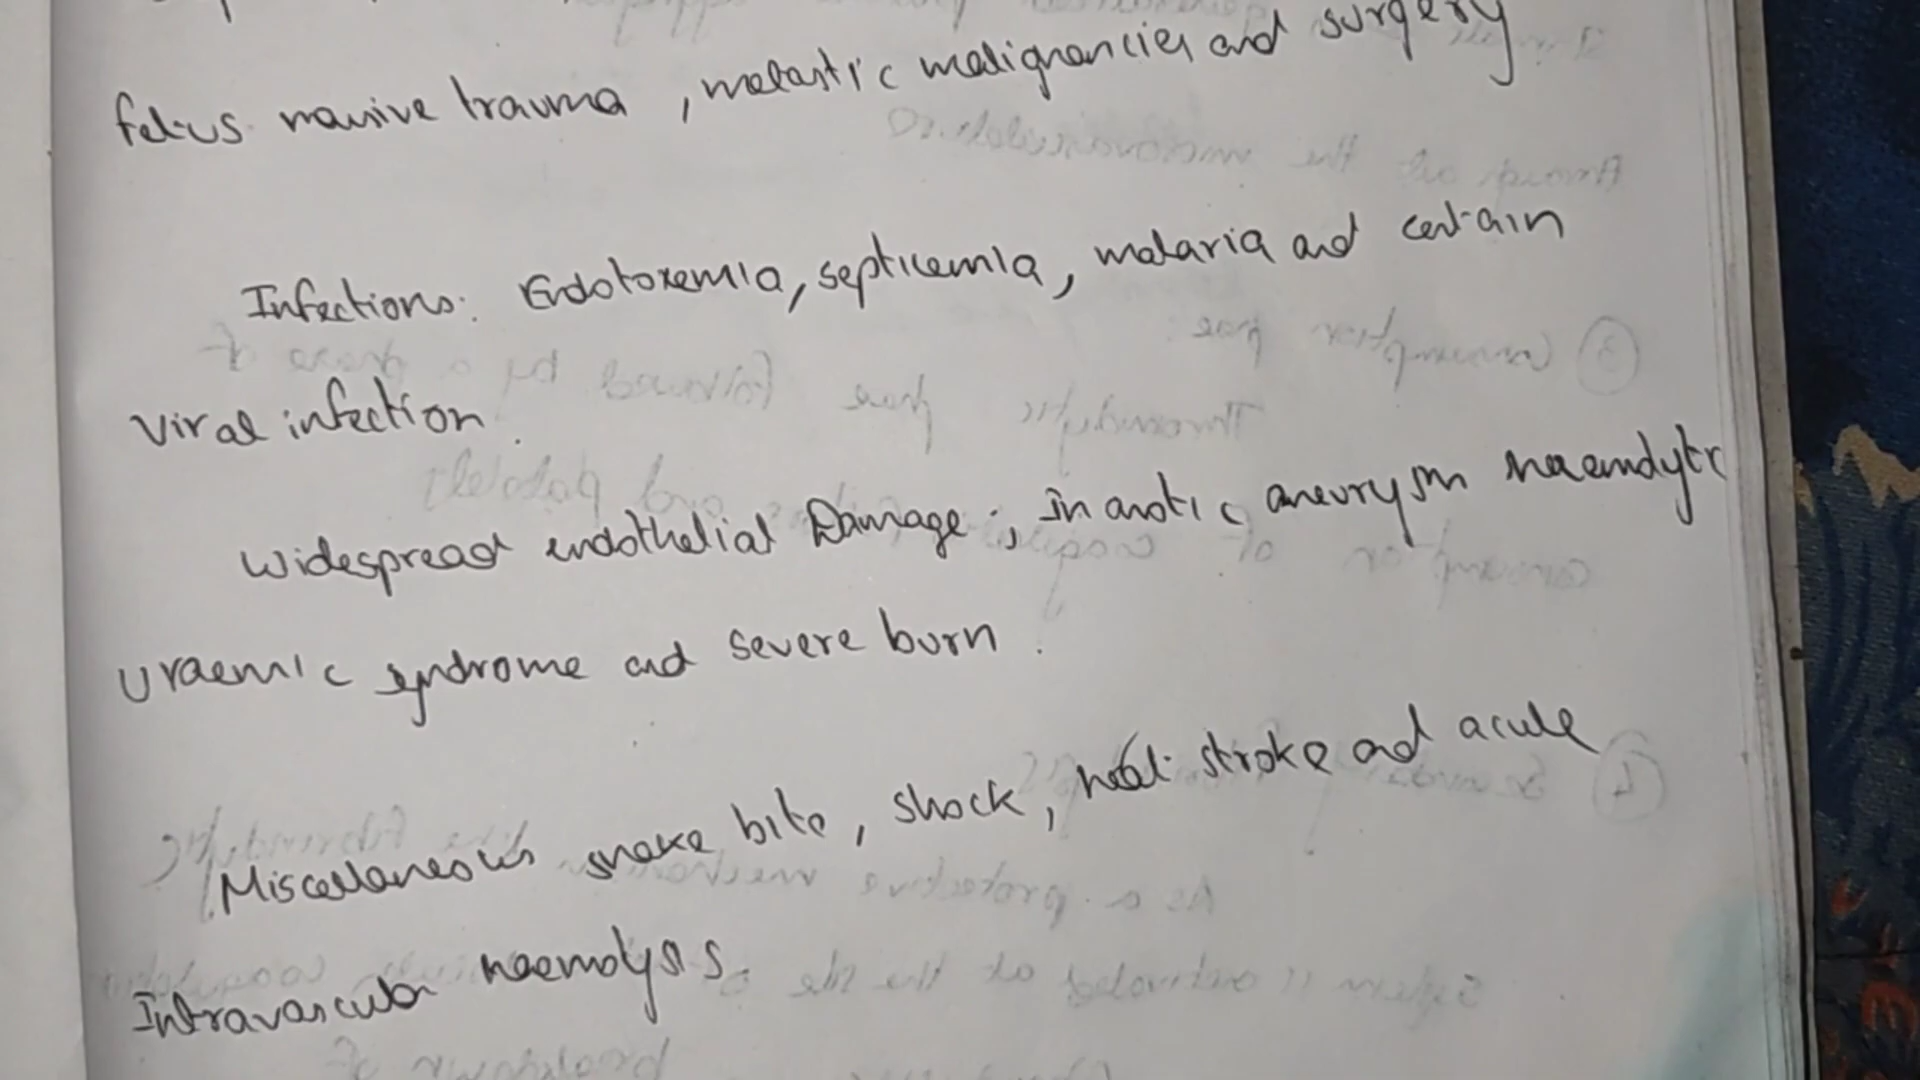 fetus massive trauma, metastic malignancies and surgery
Infections: Endotoxemia, septicemia, malaria and certain
viral infection.
Widespread endothelial Damage; In aortic aneurysm haemolytic
uraemic syndrome and severe burn.
Miscellaneous snake bite, shock, heat stroke and acute
Intravascular haemolysis.